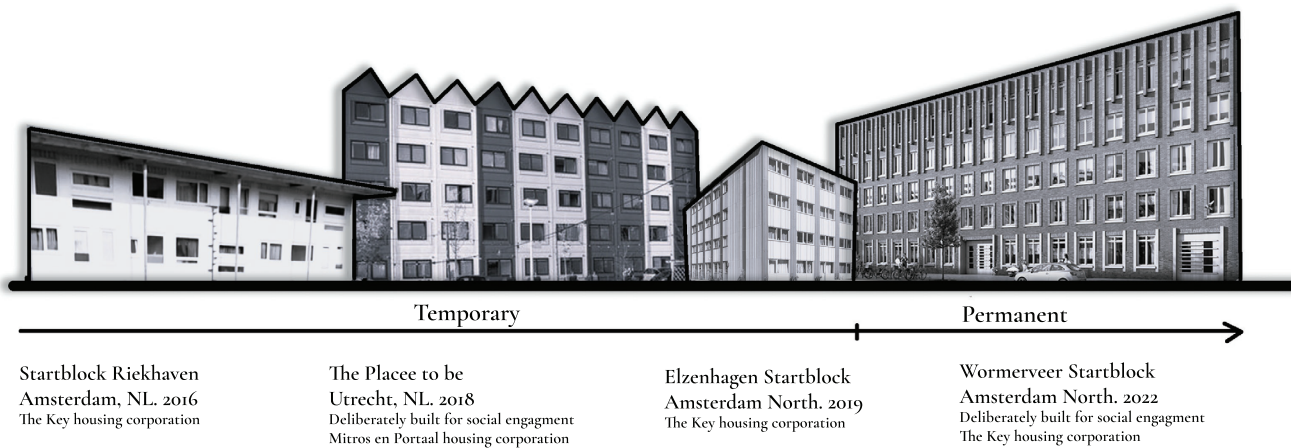 Temporary
Permanent
Startblock Riekhaven
Amsterdam, NL. 2016
The Key housing corporation
The Placee to be
Utrecht, NL. 2018
Deliberately built for social engagment
Mitros en Portaal housing corporation
Elzenhagen Startblock
Amsterdam North. 2019
The Key housing corporation
Wormerveer Startblock
Amsterdam North. 2022
Deliberately built for social engagment
The Key housing corporation